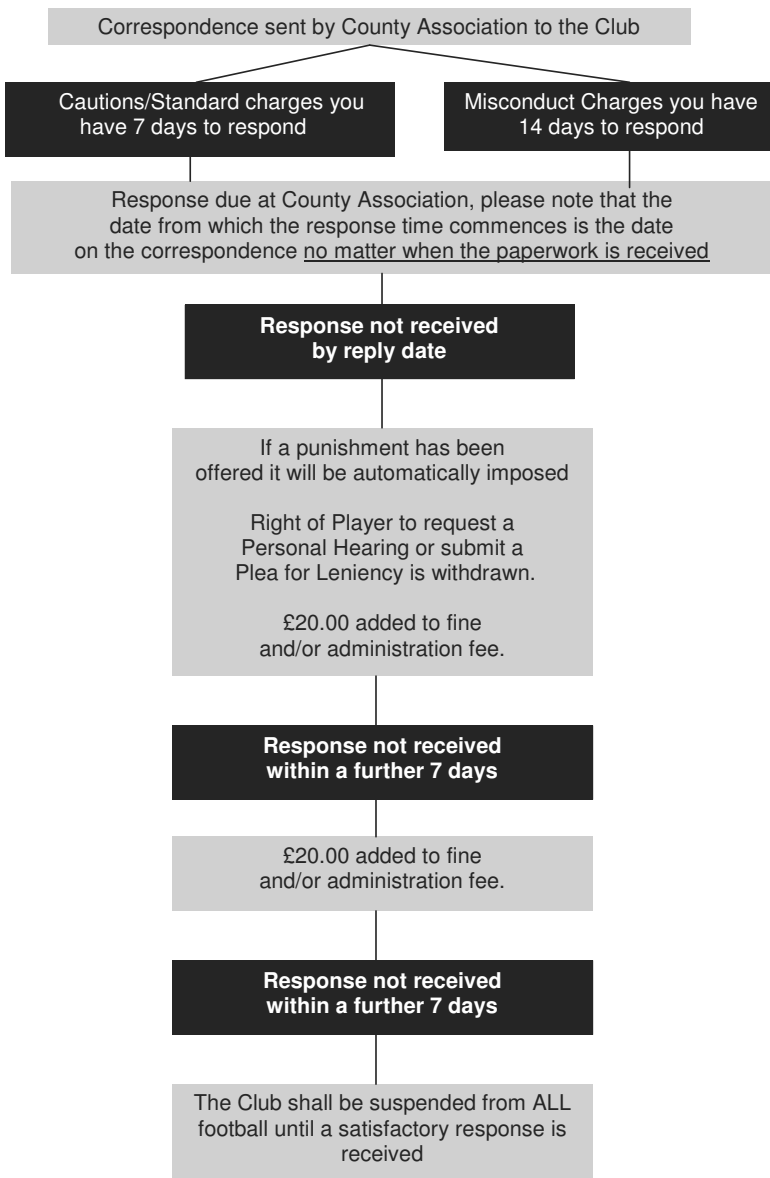 Correspondence sent by County Association to the Club
Cautions/Standard charges you
have 7 days to respond
Misconduct Charges you have
14 days to respond
Response due at County Association, please note that the
date from which the response time commences is the date
on the correspondence no matter when the paperwork is received
Response not received
by reply date
If a punishment has been
offered it will be automatically imposed
Right of Player to request a
Personal Hearing or submit a
Plea for Leniency is withdrawn.
£20.00 added to fine
and/or administration fee.
Response not received
within a further 7 days
£20.00 added to fine
and/or administration fee.
Response not received
within a further 7 days
The Club shall be suspended from ALL
football until a satisfactory response is
received